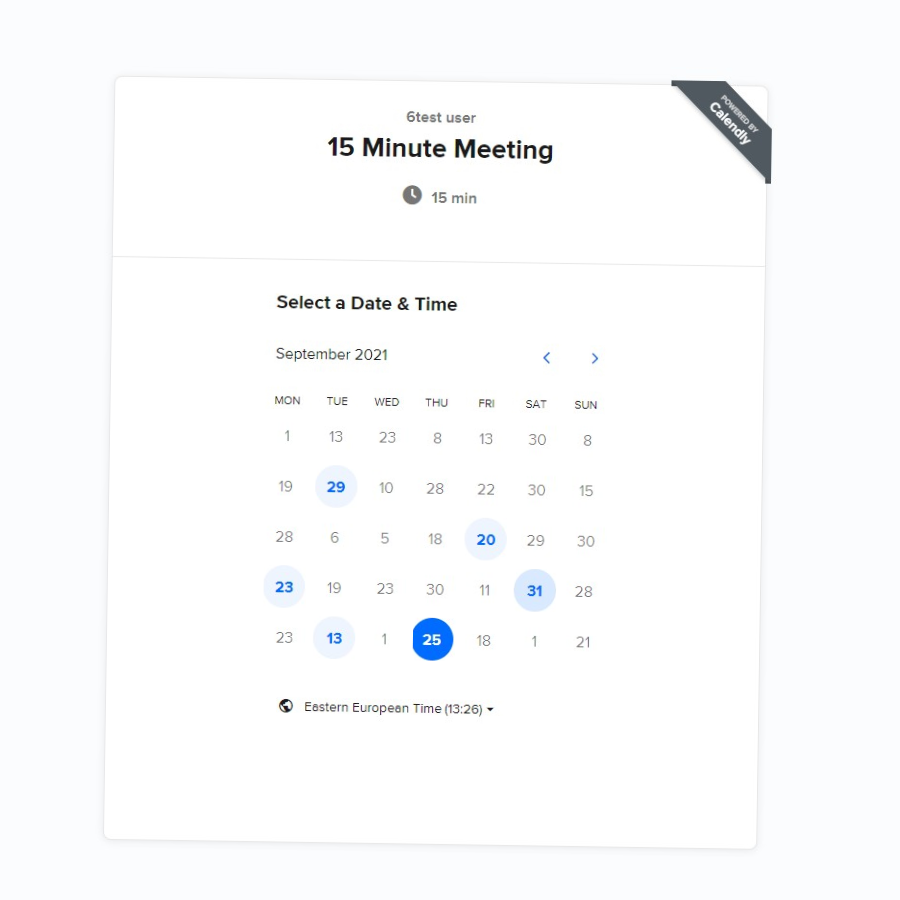 POWERED BY
Calendly
6test user
15 Minute Meeting
15 min
Select a Date & Time
September 2021
MON TUE WED THU FRI SAT SUN
1 13 23 8 13 30 8
19 29 10 28 22 30 15
28 6 5 18 20 29 30
23 19 23 30 11 31 28
23 13 1 25 18 1 21
Eastern European Time (13:26)